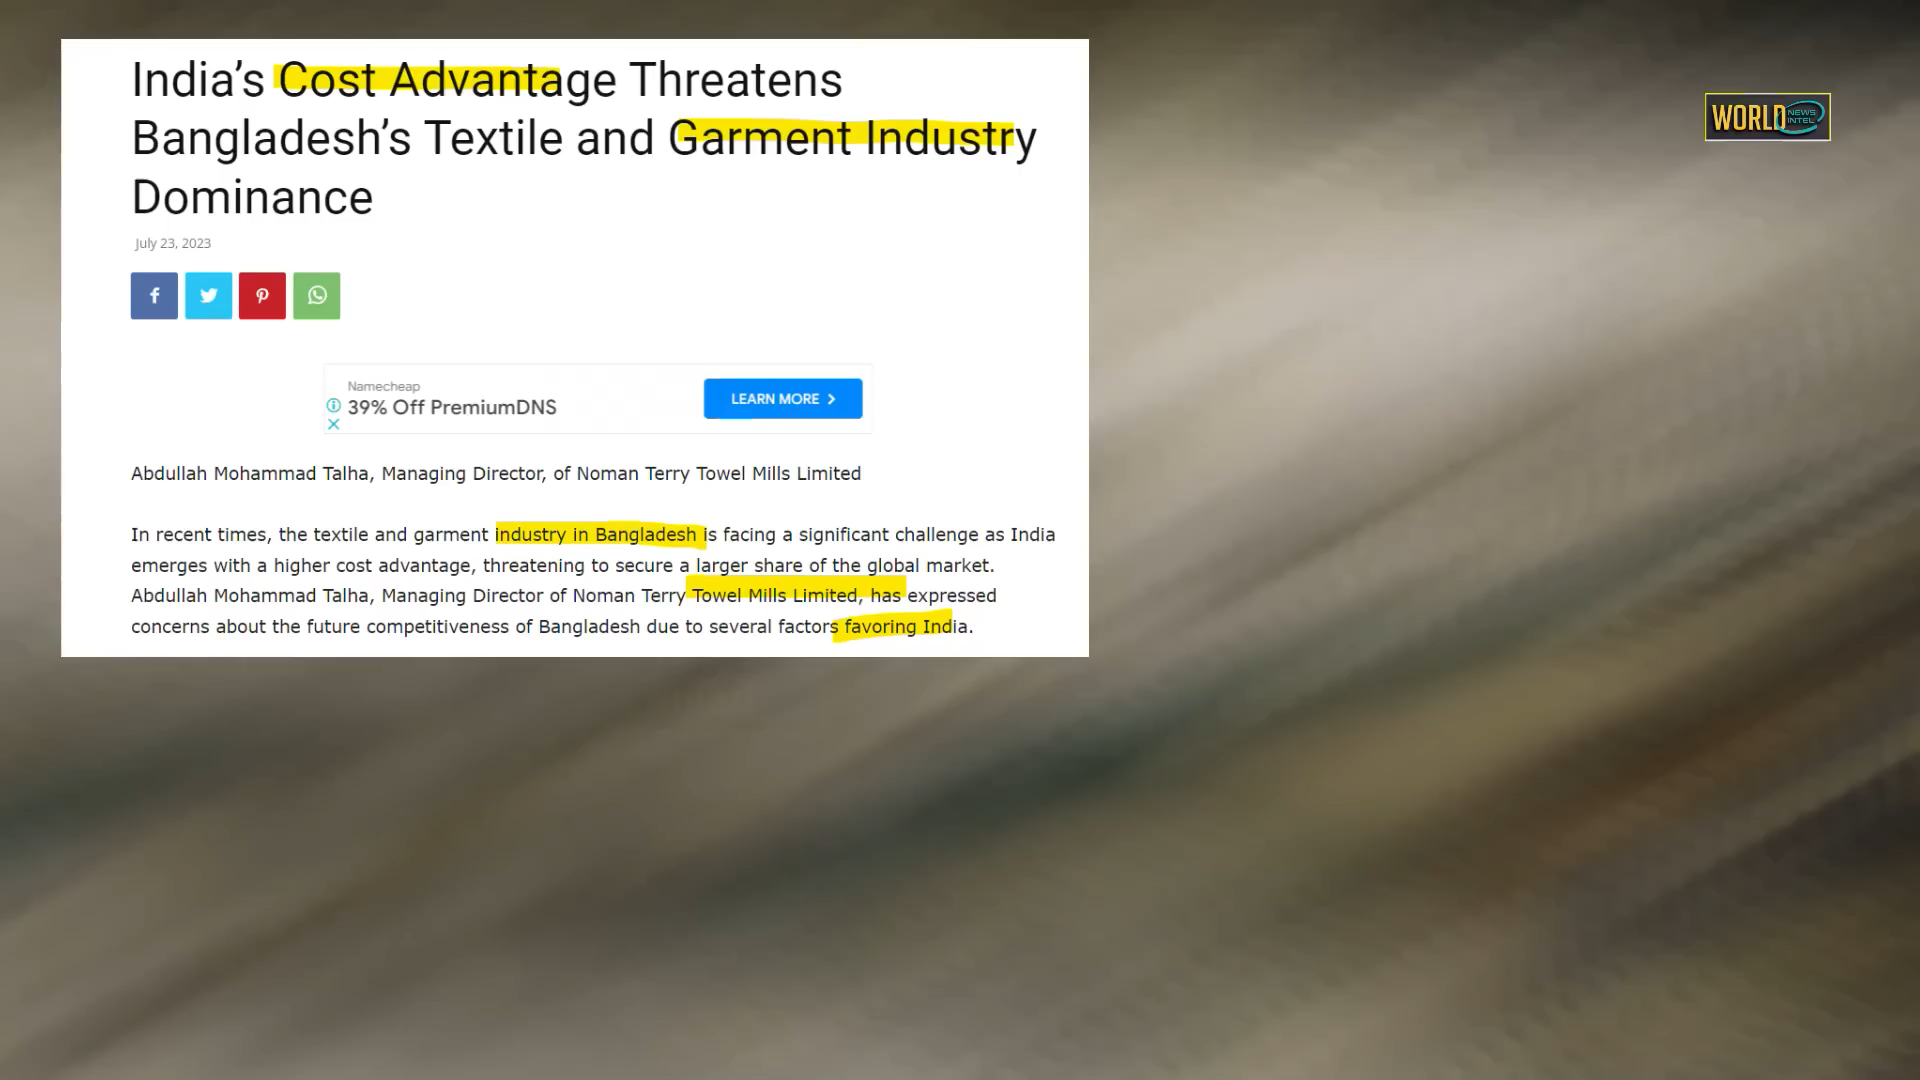 India’s Cost Advantage Threatens
Bangladesh’s Textile and Garment Industry
Dominance
July 23, 2023
Namecheap
39% Off PremiumDNS
LEARN MORE
Abdullah Mohammad Talha, Managing Director, of Noman Terry Towel Mills Limited
In recent times, the textile and garment industry in Bangladesh is facing a significant challenge as India
emerges with a higher cost advantage, threatening to secure a larger share of the global market.
Abdullah Mohammad Talha, Managing Director of Noman Terry Towel Mills Limited, has expressed
concerns about the future competitiveness of Bangladesh due to several factors favoring India.
WORLD NEWS INTEL